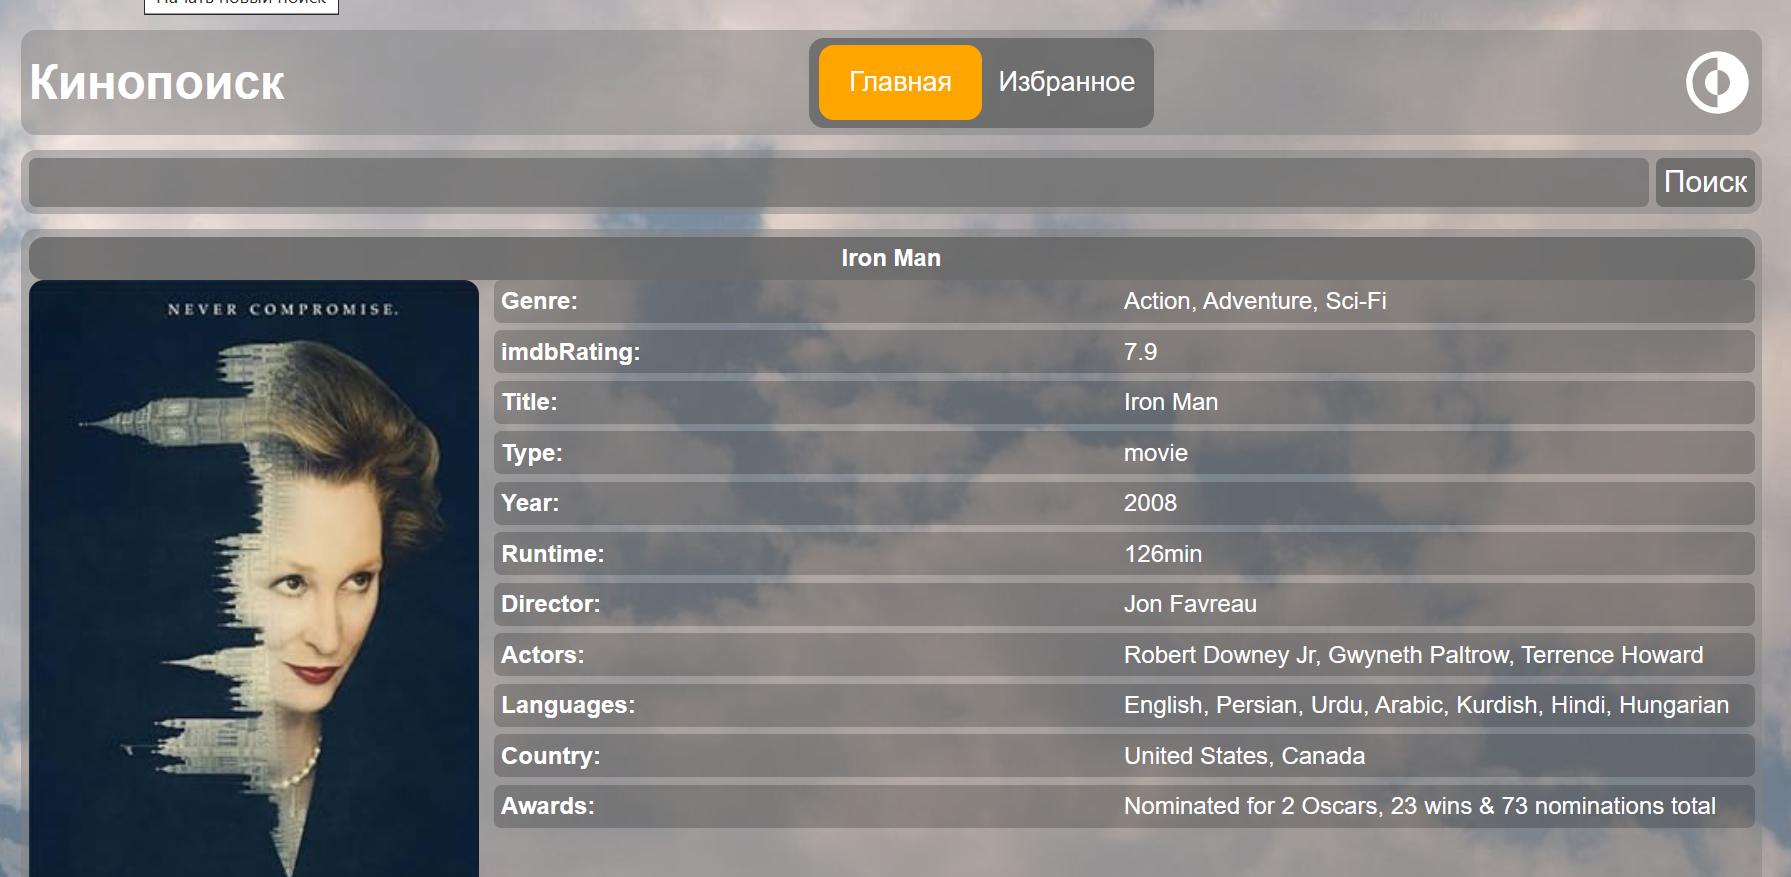 Начать новый поиск
Кинопоиск
Главная
Избранное
Поиск
Iron Man
NEVER COMPROMISE.
Genre: Action, Adventure, Sci-Fi
imdbRating: 7.9
Title: Iron Man
Type: movie
Year: 2008
Runtime: 126min
Director: Jon Favreau
Actors: Robert Downey Jr, Gwyneth Paltrow, Terrence Howard
Languages: English, Persian, Urdu, Arabic, Kurdish, Hindi, Hungarian
Country: United States, Canada
Awards: Nominated for 2 Oscars, 23 wins & 73 nominations total